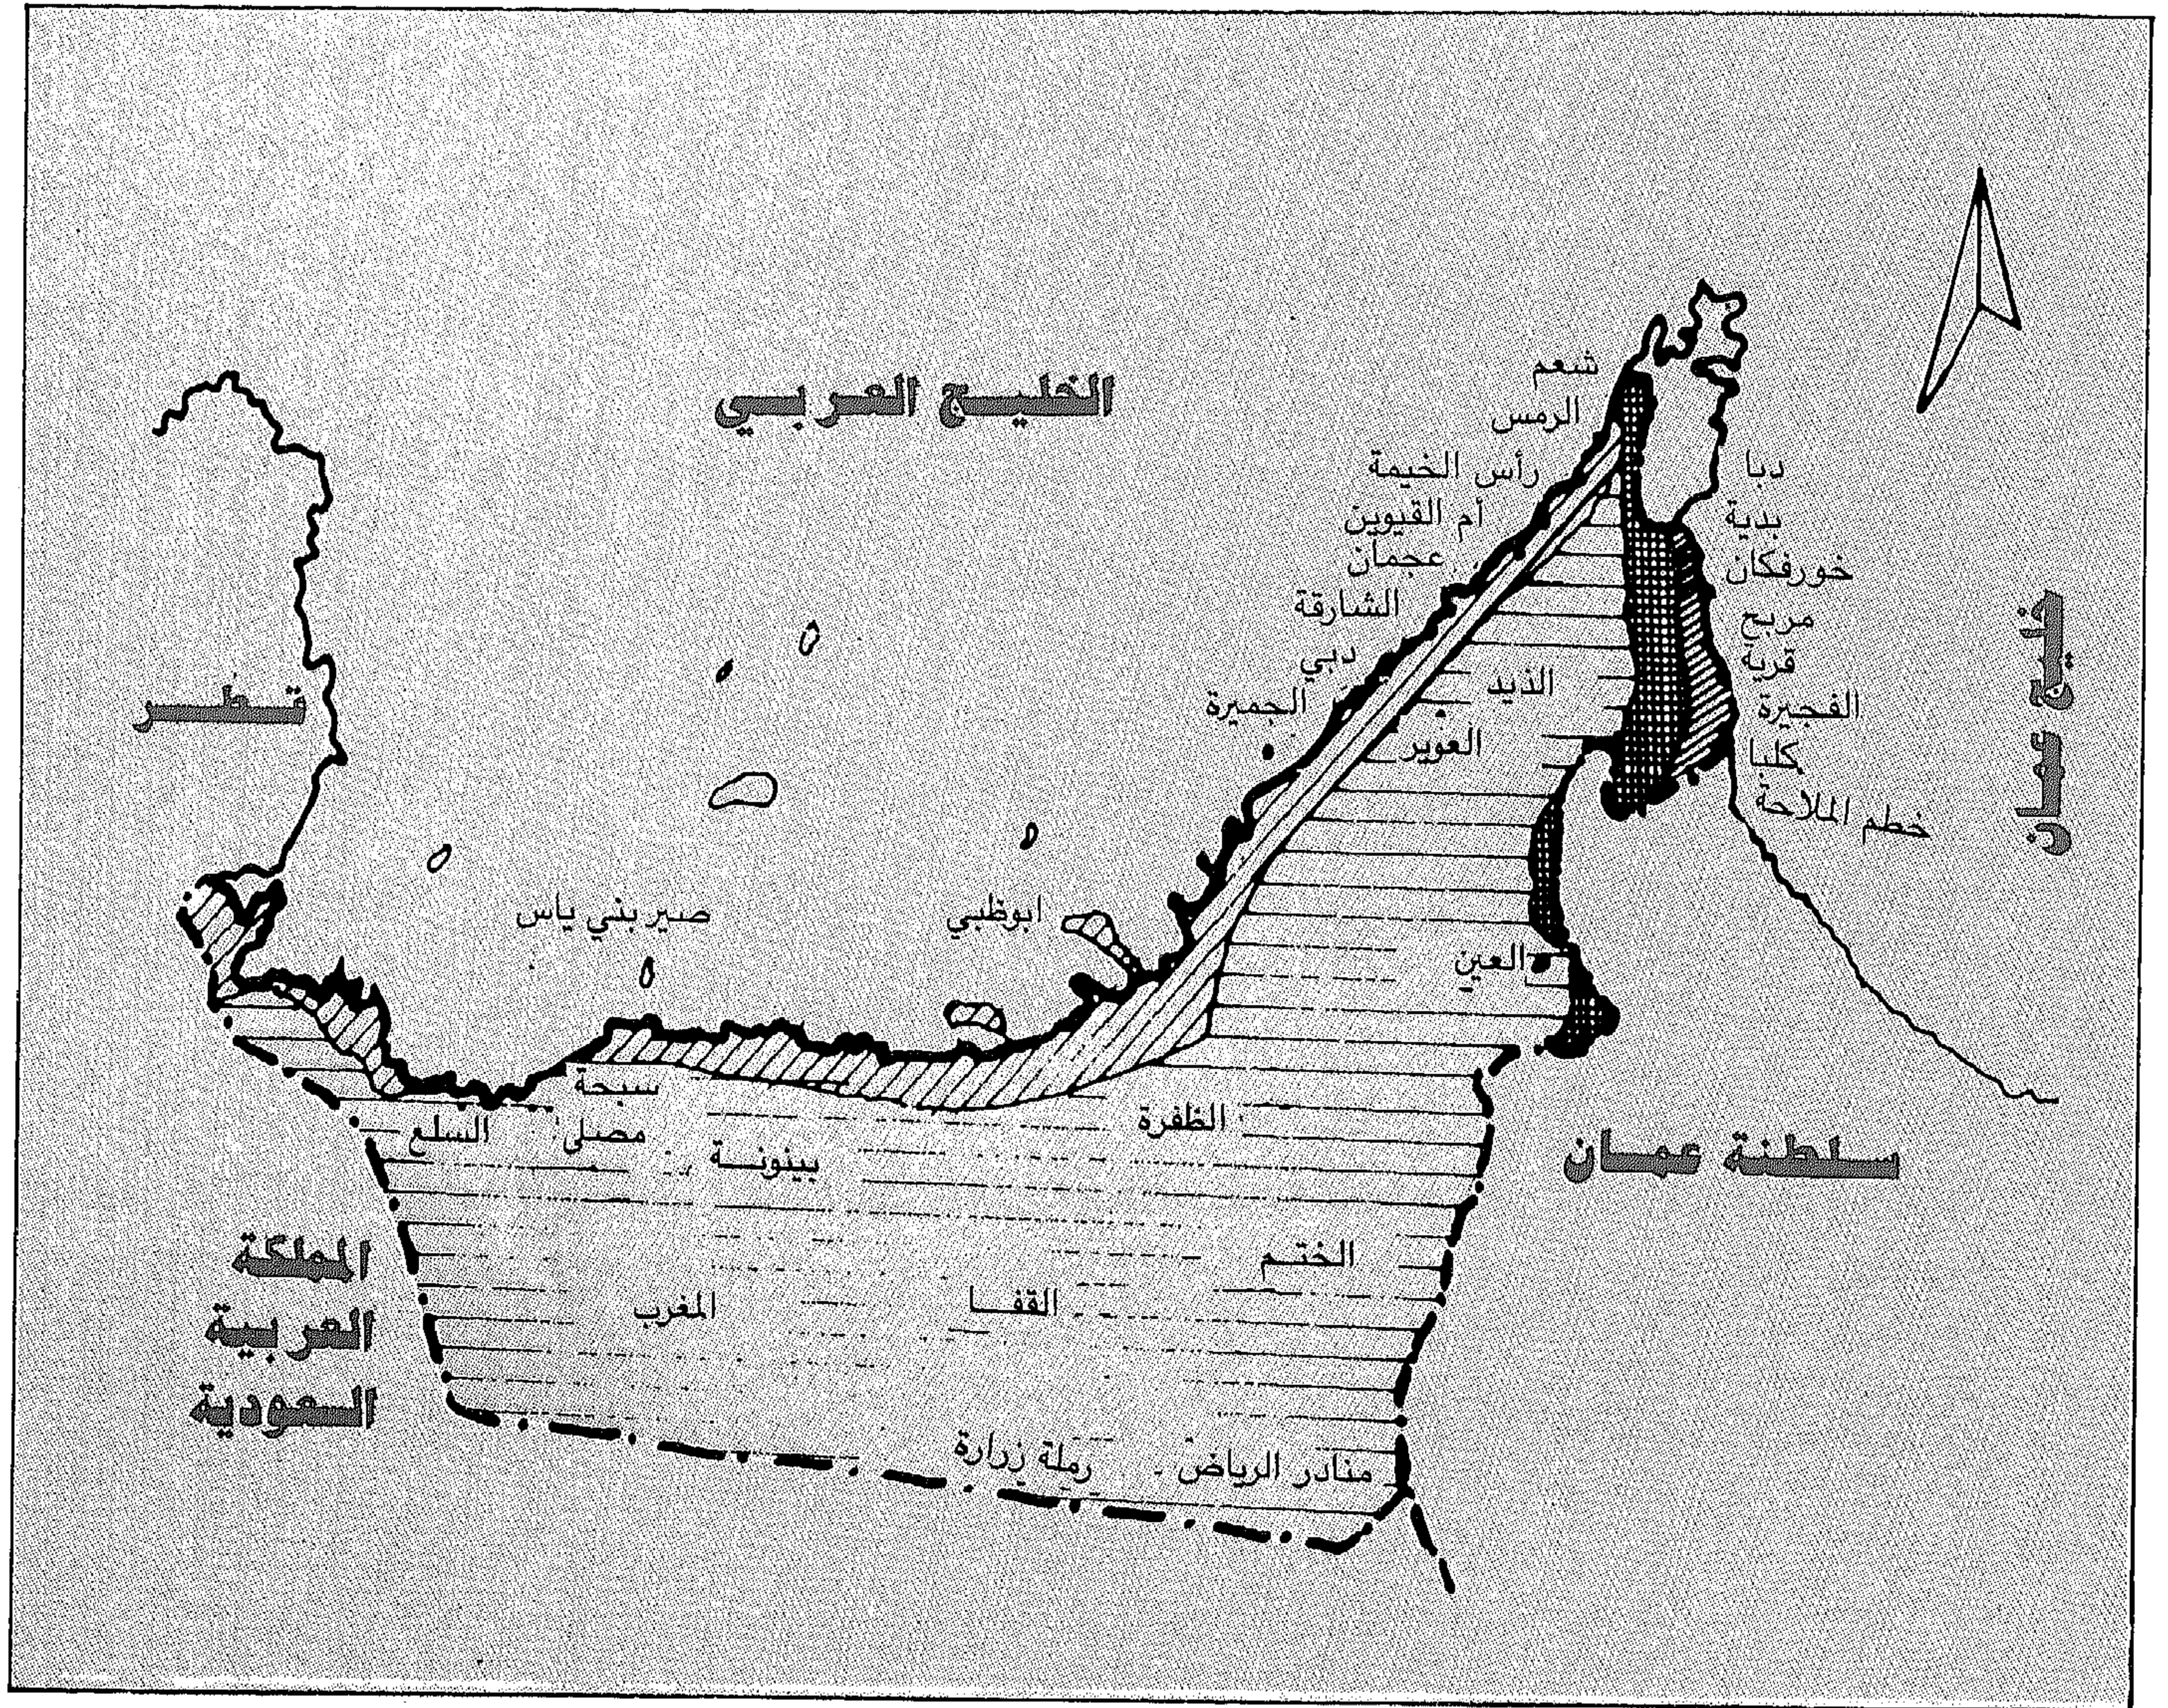 شعم
الخليج العربي
الرمس
رأس الخيمة
دبا
أم القيوين
بدية
عجمان
خورفكان
الشارقة
مربح
دبي
قرية
الذيد
الجميرة
الفجيرة
قطر
خليج عمان
العوير
كلبا
خطم الملاحة
صير بني ياس
ابوظبي
العين
سبخة
الظفرة
السلع
مصلى
بينونة
سلطنة عمان
المملكة
العربية
السعودية
الختم
المغرب
القفا
رملة زرارة
منادر الرياض